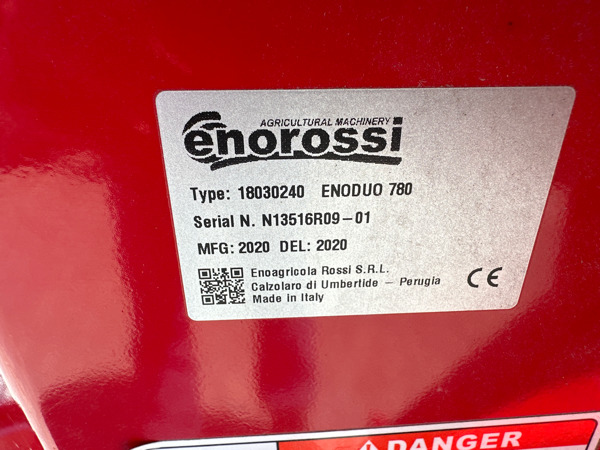 AGRICULTURAL MACHINERY
enorossi
Type: 18030240 ENODUO 780
Serial N. N13516R09-01
MFG: 2020 DEL: 2020
Enoagricola Rossi S.R.L.
Calzolaro di Umbertide – Perugia
Made in Italy
CE
DANGER